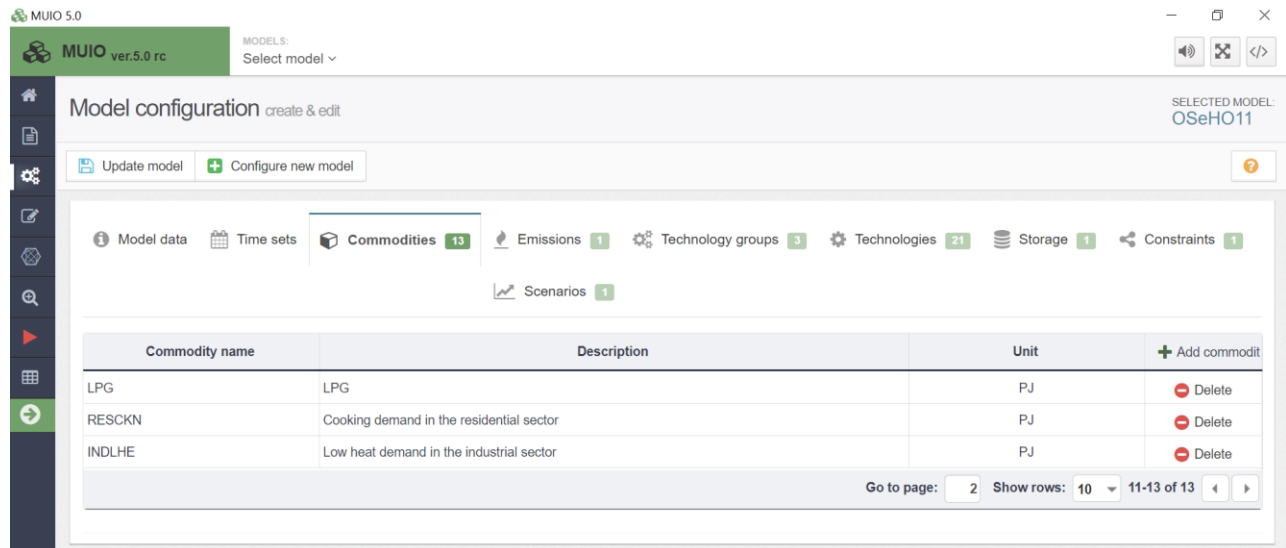 MUIO 5.0
MUIO ver.5.0 rc
MODELS:
Select model
Model configuration create & edit
SELECTED MODEL:
OSeHO11
Update model Configure new model
Model data Time sets Commodities 13 Emissions 1 Technology groups 3 Technologies 21 Storage 1 Constraints 1
Scenarios 1
Commodity name Description Unit Add commodit
LPG LPG PJ Delete
RESCKN Cooking demand in the residential sector PJ Delete
INDLHE Low heat demand in the industrial sector PJ Delete
Go to page: 2 Show rows: 10 11-13 of 13